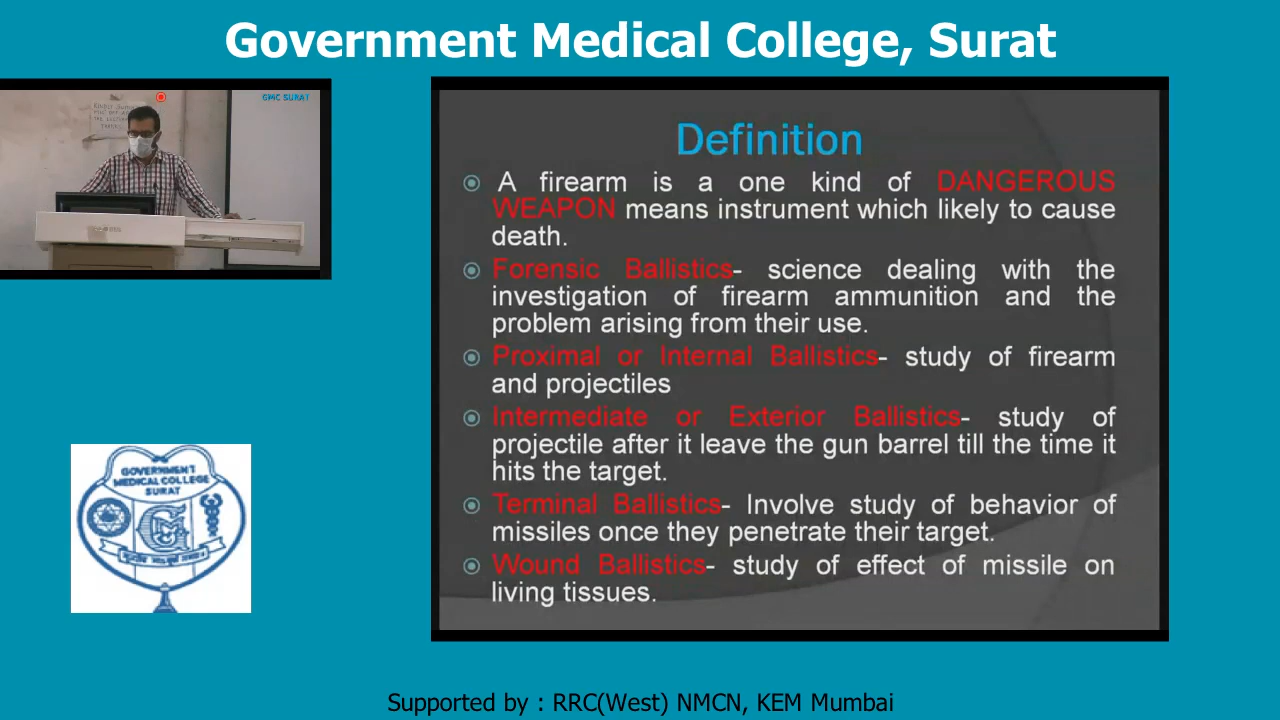 Government Medical College, Surat
GMC SURAT
Definition
A firearm is a one kind of DANGEROUS
WEAPON means instrument which likely to cause
death.
Forensic Ballistics- science dealing with the
investigation of firearm ammunition and the
problem arising from their use.
Proximal or Internal Ballistics- study of firearm
and projectiles
Intermediate or Exterior Ballistics- study of
projectile after it leave the gun barrel till the time it
hits the target.
Terminal Ballistics- Involve study of behavior of
missiles once they penetrate their target.
Wound Ballistics- study of effect of missile on
living tissues.
GOVERNMENT
MEDICAL COLLEGE
SURAT
Supported by : RRC(West) NMCN, KEM Mumbai